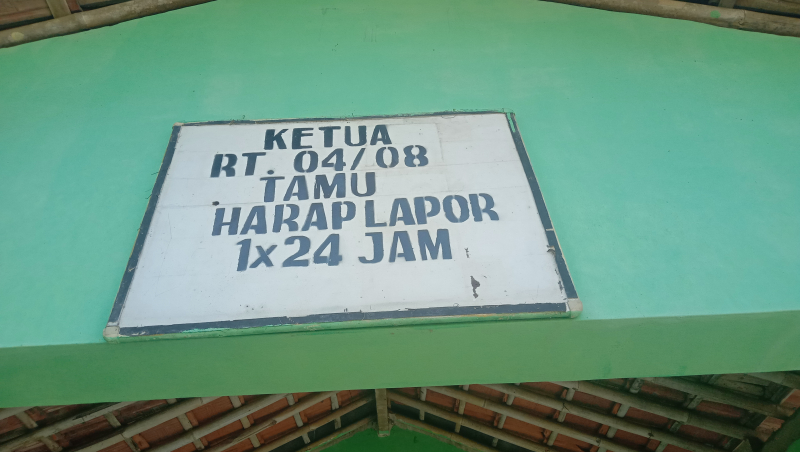 KETUA
RT. 04/08
TAMU
HARAP LAPOR
1x24 JAM